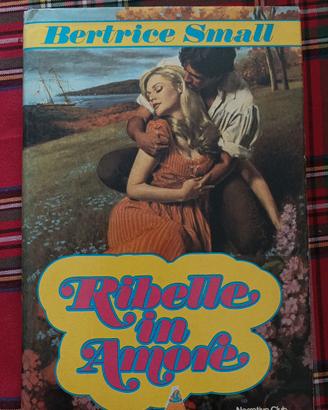 Bertrice Small
Ribelle
in
Amore
Narrativa Club